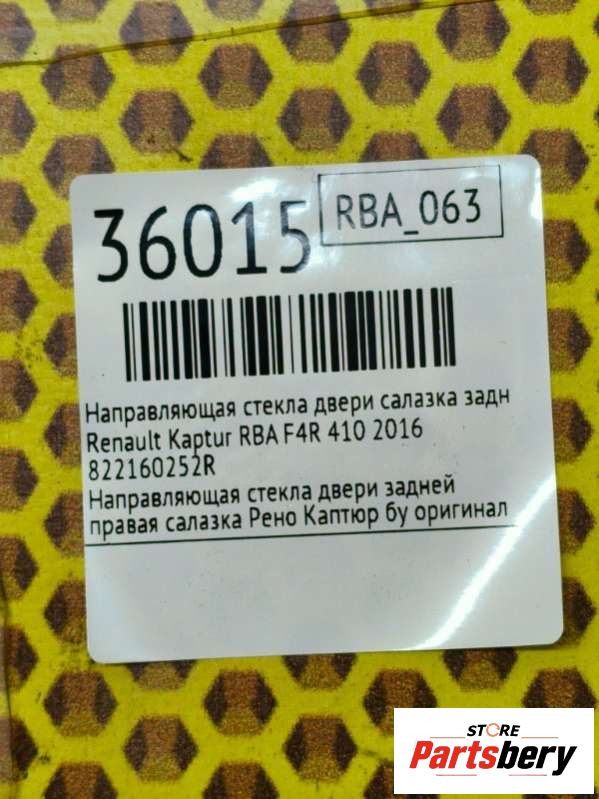 36015
RBA_063
Направляющая стекла двери салазка задн
Renault Kaptur RBA F4R 410 2016
822160252R
Направляющая стекла двери задней
правая салазка Рено Каптюр бу оригинал
STORE
Partsbery